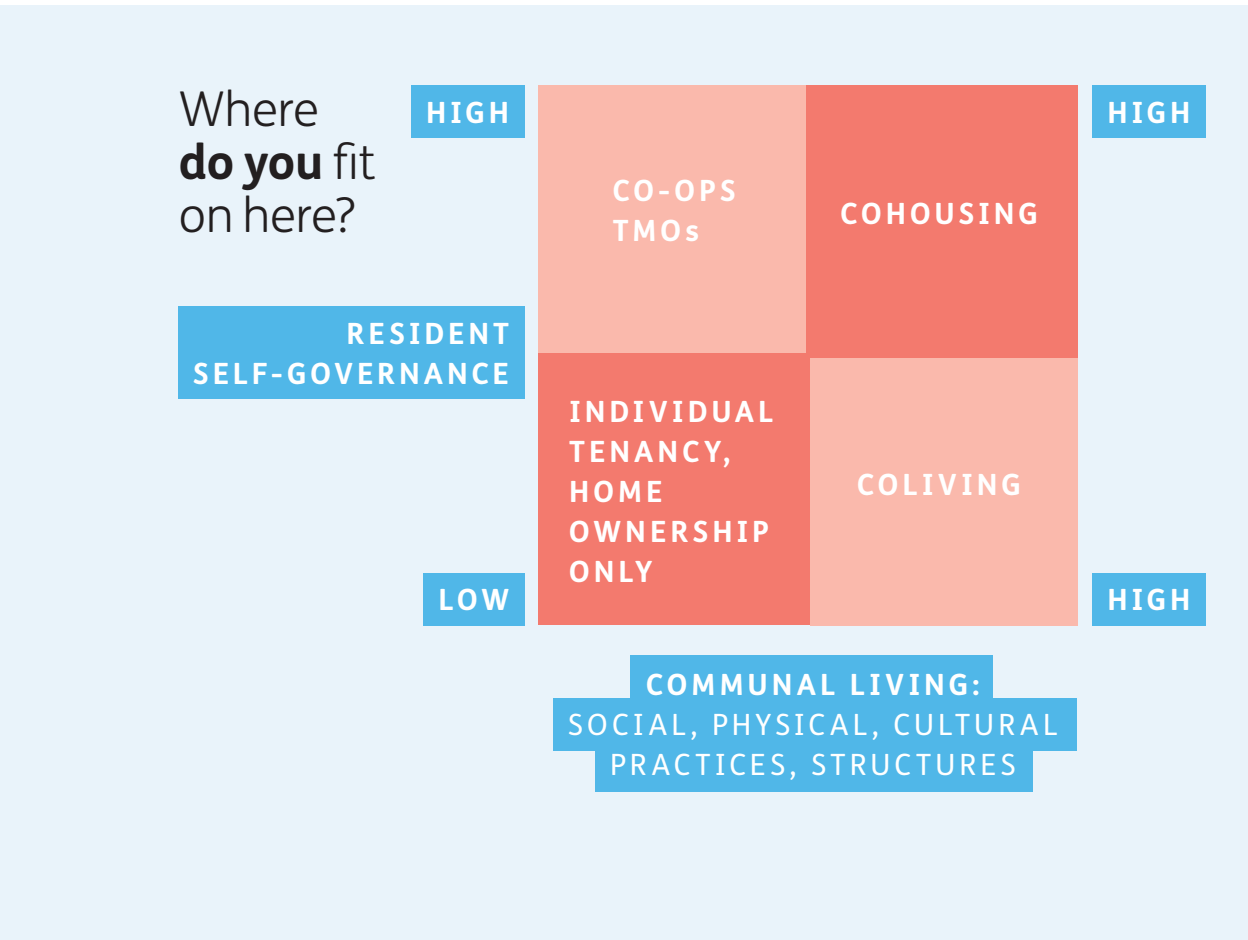 Where
do you fit
on here?
HIGH
HIGH
CO-OPS
TMOs
COHOUSING
RESIDENT
SELF-GOVERNANCE
INDIVIDUAL
TENANCY,
HOME
OWNERSHIP
ONLY
COLIVING
LOW
HIGH
COMMUNAL LIVING:
SOCIAL, PHYSICAL, CULTURAL
PRACTICES, STRUCTURES